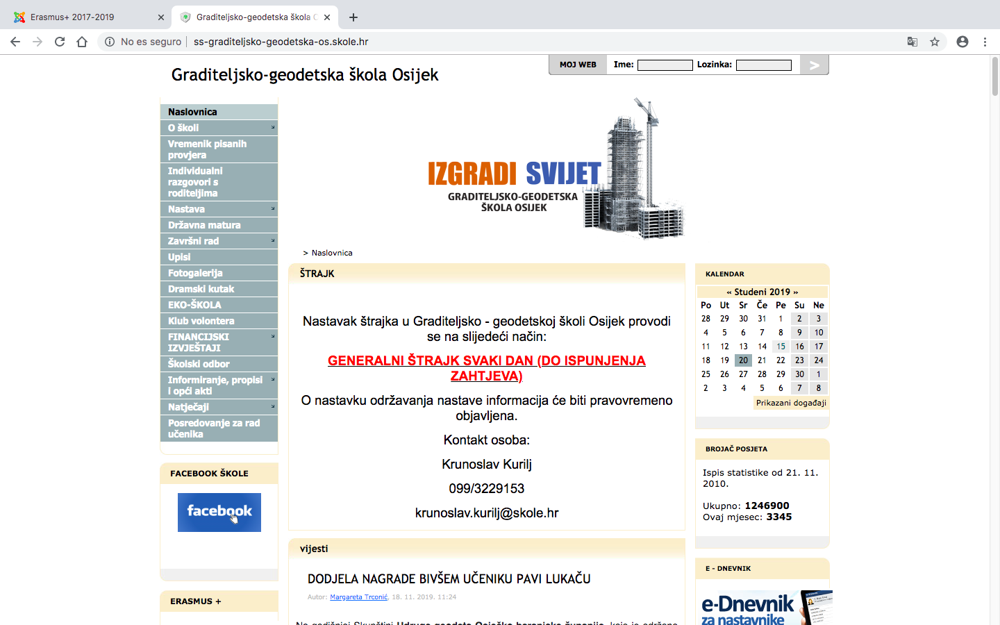 Erasmus+ 2017-2019
Graditeljsko-geodetska škola O
No es seguro
ss-graditeljsko-geodetska-os.skole.hr
Graditeljsko-geodetska škola Osijek
MOJ WEB
Ime:
Lozinka:
>
Naslovnica
O školi
Vremenik pisanih
provjera
Individualni
razgovori s
roditeljima
Nastava
Državna matura
Završni rad
Upisi
Fotogalerija
Dramski kutak
EKO-ŠKOLA
Klub volontera
FINANCIJSKI
IZVJEŠTAJI
Školski odbor
Informiranje, propisi
i opći akti
Natječaji
Posredovanje za rad
učenika
FACEBOOK ŠKOLE
facebook
ERASMUS +
IZGRADI SVIJET
GRADITELJSKO-GEODETSKA
ŠKOLA OSIJEK
> Naslovnica
ŠTRAJK
Nastavak štrajka u Graditeljsko - geodetskoj školi Osijek provodi
se na slijedeći način:
GENERALNI ŠTRAJK SVAKI DAN (DO ISPUNJENJA
ZAHTJEVA)
O nastavku održavanja nastave informacija će biti pravovremeno
objavljena.
Kontakt osoba:
Krunoslav Kurilj
099/3229153
krunoslav.kurilj@skole.hr
vijesti
DODJELA NAGRADE BIVŠEM UČENIKU PAVI LUKAČU
Autor: Margareta Trconić, 18. 11. 2019. 11:24
Na godišnjoj Skupštini Udruge geodeta Osječko-baranjske županije, koja je održana
KALENDAR
« Studeni 2019 »
Po Ut Sr Če Pe Su Ne
28 29 30 31 1 2 3
4 5 6 7 8 9 10
11 12 13 14 15 16 17
18 19 20 21 22 23 24
25 26 27 28 29 30 1
2 3 4 5 6 7 8
Prikazani događaji
BROJAČ POSJETA
Ispis statistike od 21. 11.
2010.
Ukupno: 1246900
Ovaj mjesec: 3345
E - DNEVNIK
e-Dnevnik
za nastavnike